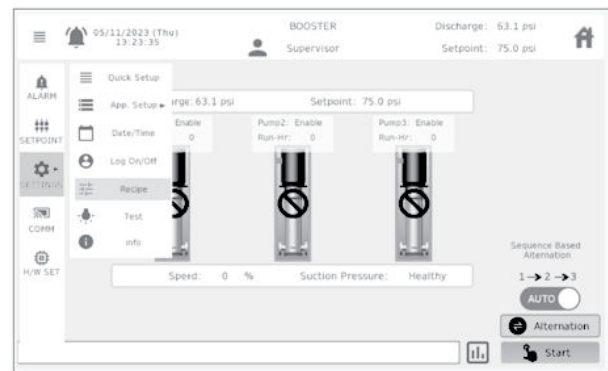 05/11/2023 (Thu)
13:23:35
BOOSTER
Supervisor
Discharge: 63.1 psi
Setpoint: 75.0 psi
ALARM
SETPOINT
SETTINGS
COMM
H/W SET
Quick Setup
App. Setup
Date/Time
Log On/Off
Recipe
Test
info
arge: 63.1 psi Setpoint: 75.0 psi
Enable
0
Pump2: Enable
Run-Hr: 0
Pump3: Enable
Run-Hr: 0
Speed: 0 % Suction Pressure: Healthy
Sequence Based
Alternation
1 → 2 → 3
AUTO
Alternation
Start